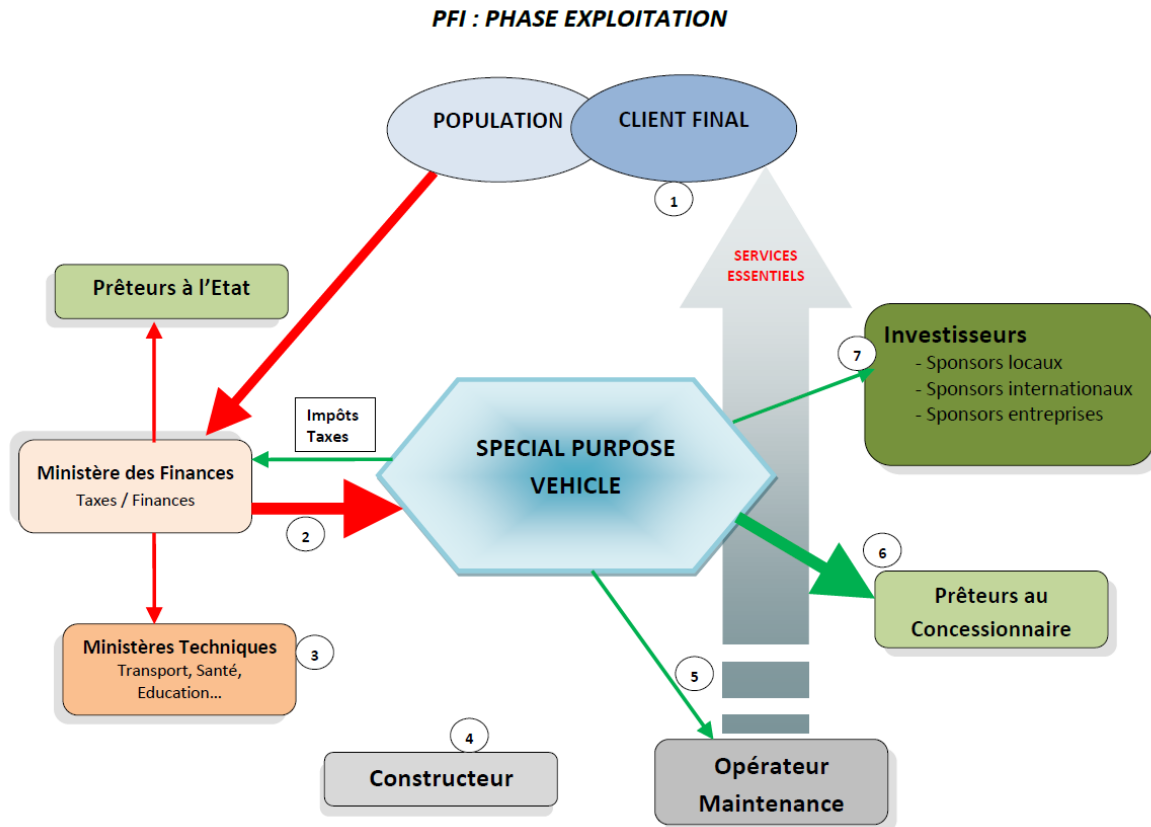 PFI : PHASE EXPLOITATION
POPULATION
CLIENT FINAL
1
SERVICES
ESSENTIELS
Prêteurs à l'Etat
Investisseurs
- Sponsors locaux
- Sponsors internationaux
- Sponsors entreprises
7
Impôts
Taxes
SPECIAL PURPOSE
VEHICLE
Ministère des Finances
Taxes / Finances
2
6
Prêteurs au
Concessionnaire
Ministères Techniques
Transport, Santé,
Education...
3
5
4
Constructeur
Opérateur
Maintenance